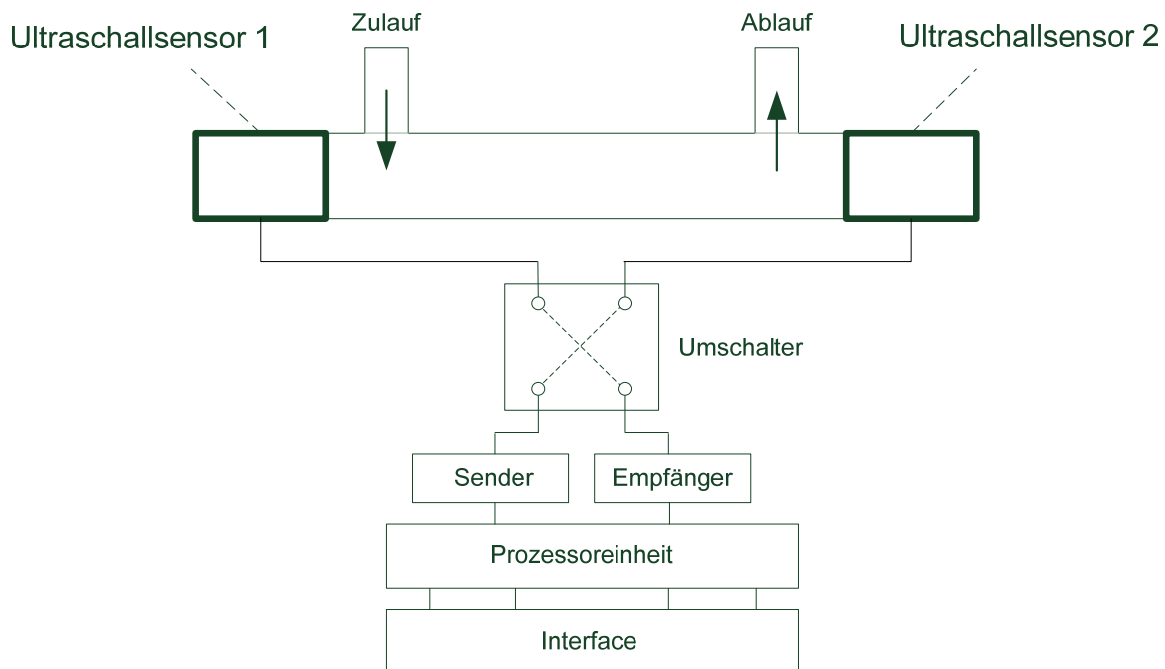 Zulauf
Ablauf
Ultraschallsensor 1
Ultraschallsensor 2
Umschalter
Sender
Empfänger
Prozessoreinheit
Interface